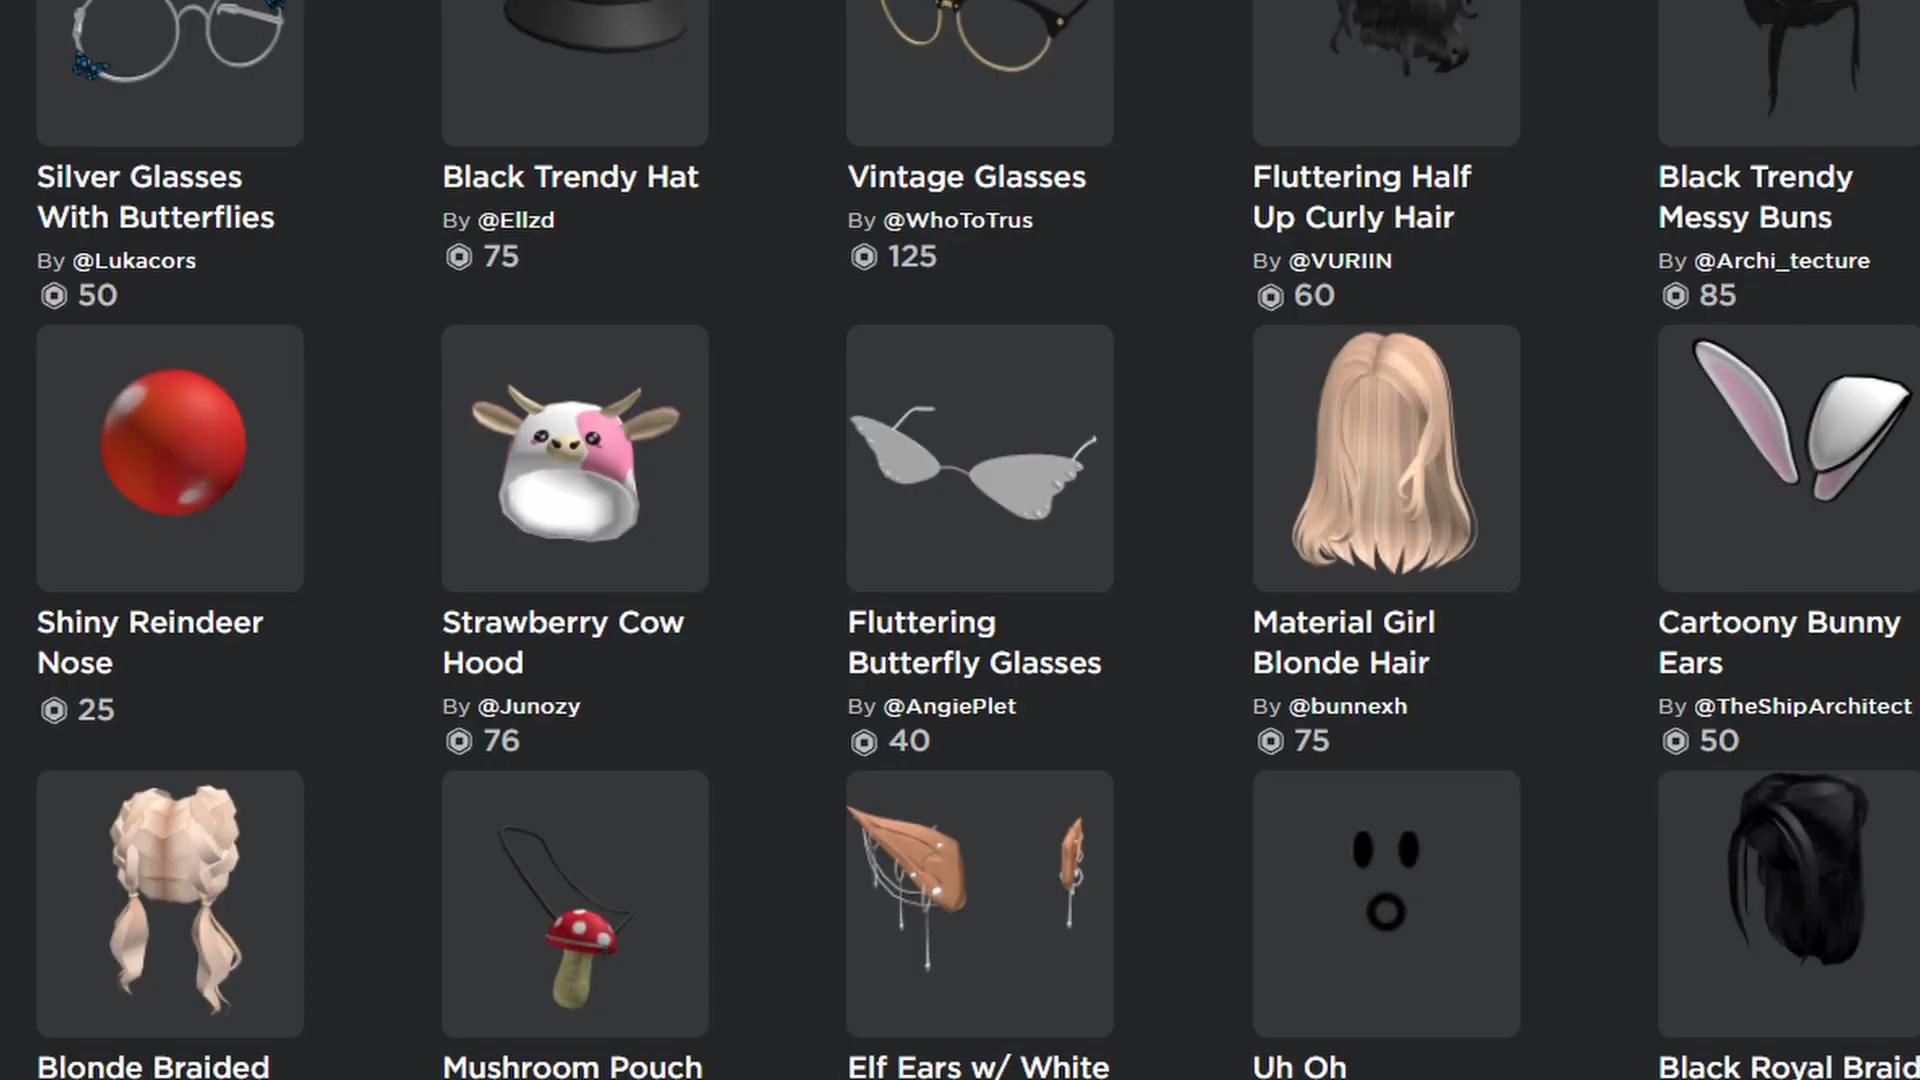 Silver Glasses
With Butterflies
By @Lukacors
50
Black Trendy Hat
By @Ellzd
75
Vintage Glasses
By @WhoToTrus
125
Fluttering Half
Up Curly Hair
By @VURIIN
60
Black Trendy
Messy Buns
By @Archi_tecture
85
Shiny Reindeer
Nose
25
Strawberry Cow
Hood
By @Junozy
76
Fluttering
Butterfly Glasses
By @AngiePlet
40
Material Girl
Blonde Hair
By @bunnexh
75
Cartoony Bunny
Ears
By @TheShipArchitect
50
Blonde Braided
Mushroom Pouch
Elf Ears w/ White
Uh Oh
Black Royal Braid